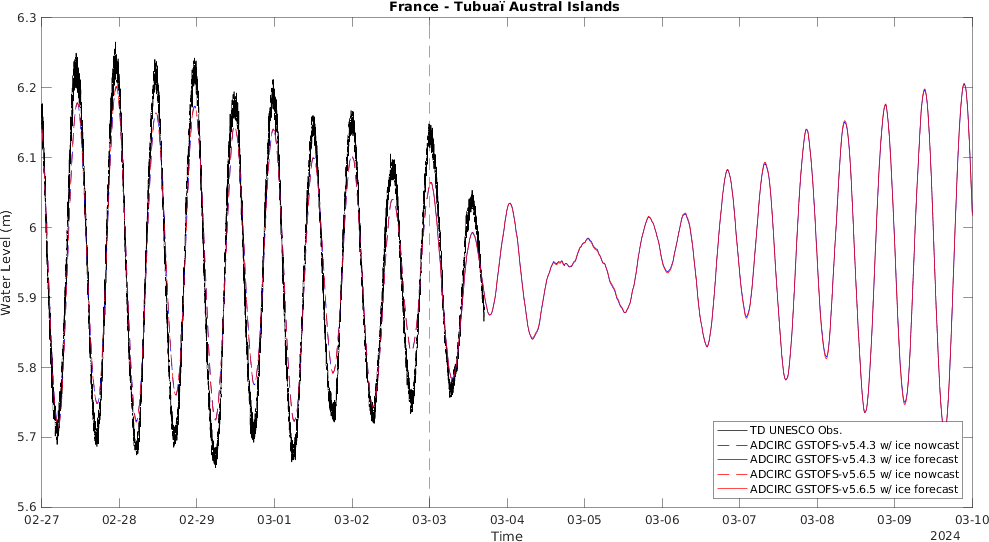 France - Tubuaï Austral Islands
6.3
6.2
6.1
6
5.9
5.8
5.7
5.6
Water Level (m)
TD UNESCO Obs.
ADCIRC GSTOFS-v5.4.3 w/ ice nowcast
ADCIRC GSTOFS-v5.4.3 w/ ice forecast
ADCIRC GSTOFS-v5.6.5 w/ ice nowcast
ADCIRC GSTOFS-v5.6.5 w/ ice forecast
02-27 02-28 02-29 03-01 03-02 03-03 03-04 03-05 03-06 03-07 03-08 03-09 03-10
Time
2024